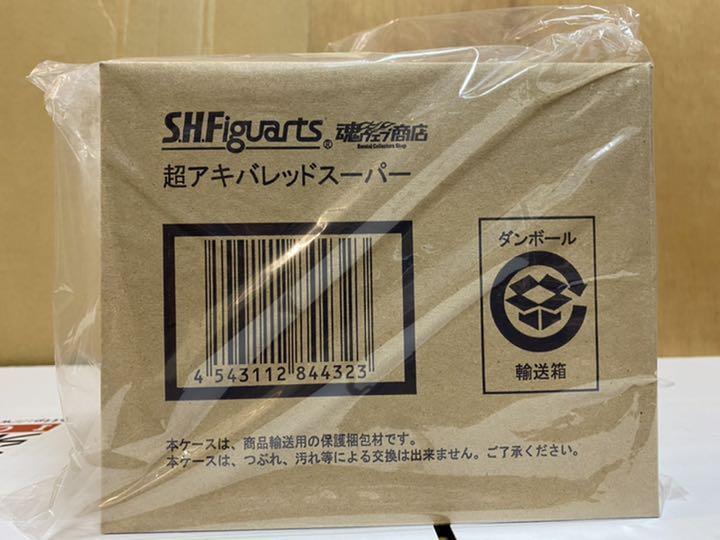 S.H.Figuarts® 魂ウェブ商店
Bandai Collectors Shop
超アキバレッドスーパー
4 543112 844323
ダンボール
輸送箱
本ケースは、商品輸送用の保護梱包材です。
本ケースは、つぶれ、汚れ等による交換は出来ません。ご了承ください。